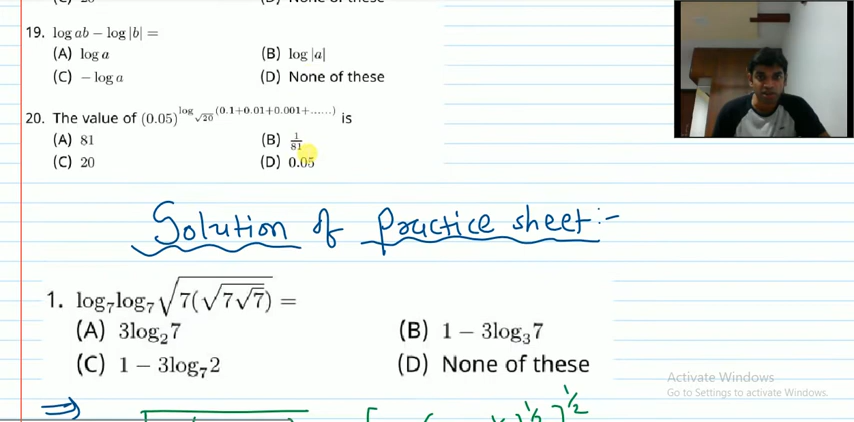 19. log ab – log |b| =
(A) log a (B) log |a|
(C) – log a (D) None of these
20. The value of (0.05)^log_√20 (0.1+0.01+0.001+......) is
(A) 81 (B) 1/81
(C) 20 (D) 0.05
Solution of practice sheet:-
1. log₇log₇√(7(√(7√7))) =
(A) 3log₂7 (B) 1 – 3log₃7
(C) 1 – 3log₇2 (D) None of these
Activate Windows
Go to Settings to activate Windows.